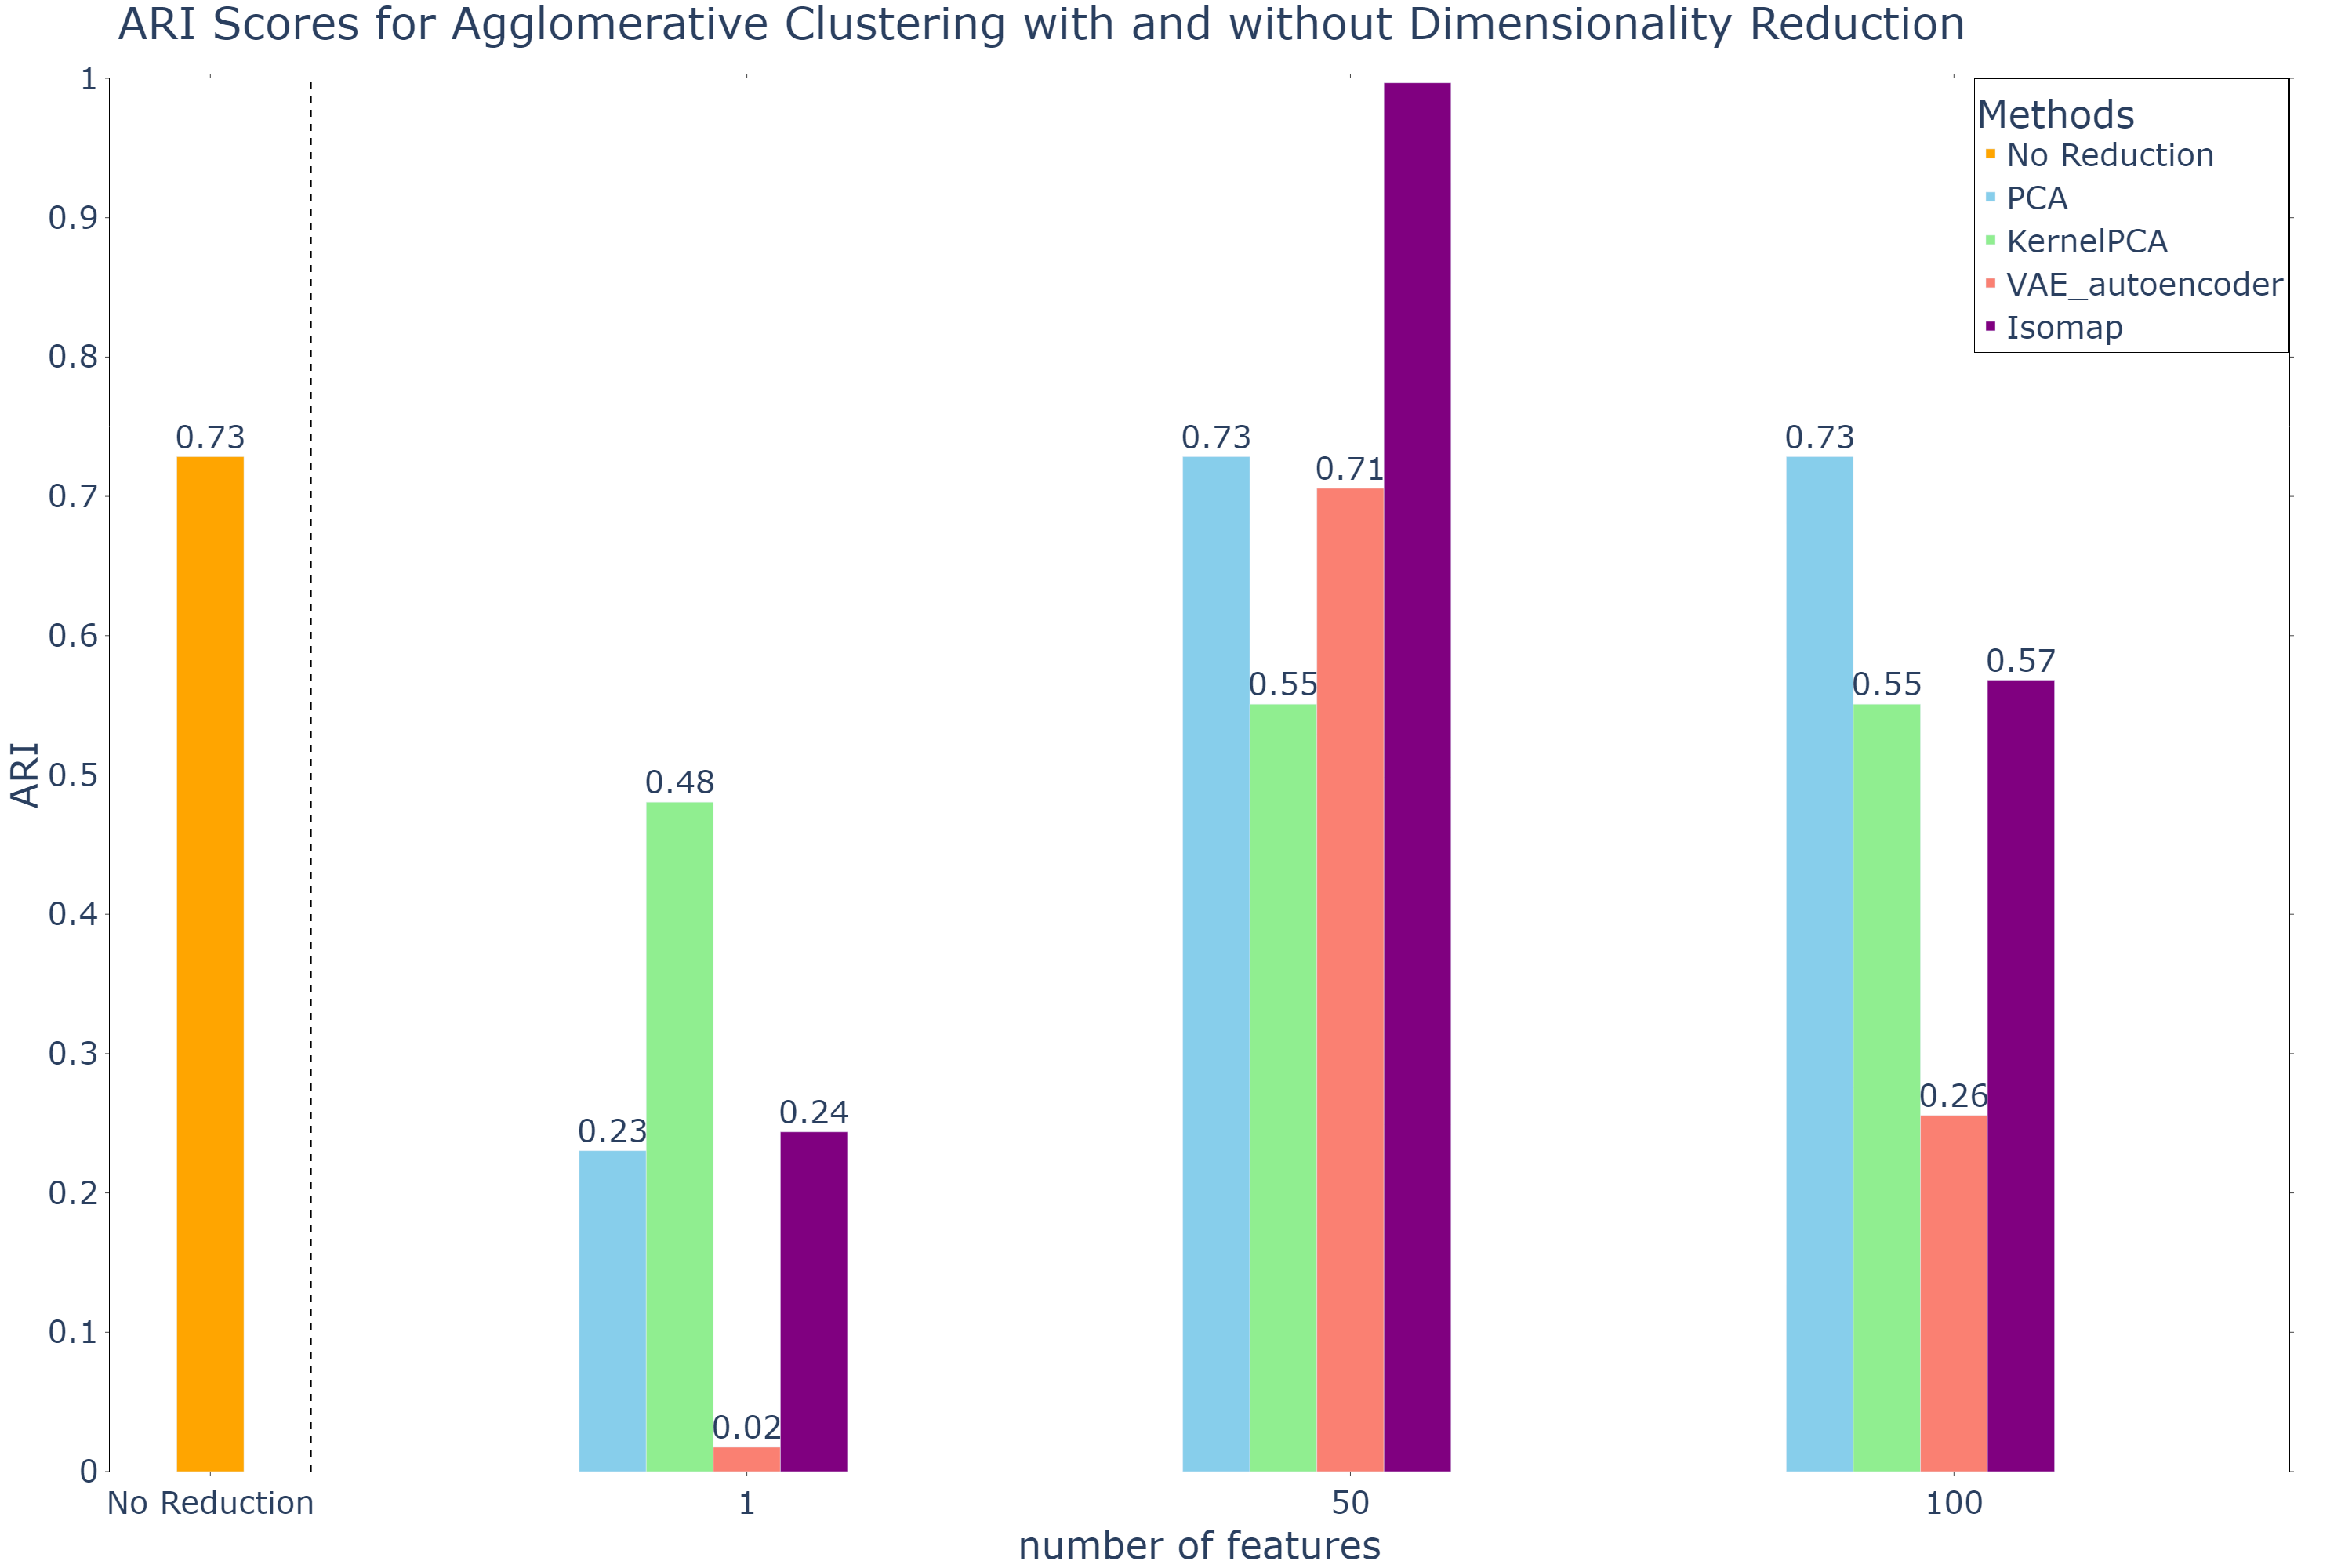 ARI Scores for Agglomerative Clustering with and without Dimensionality Reduction
Methods
No Reduction
PCA
KernelPCA
VAE_autoencoder
Isomap
ARI
1
0.9
0.8
0.7
0.6
0.5
0.4
0.3
0.2
0.1
0
0.73
0.23
0.48
0.02
0.24
0.73
0.55
0.71
0.73
0.55
0.26
0.57
No Reduction
1
50
100
number of features